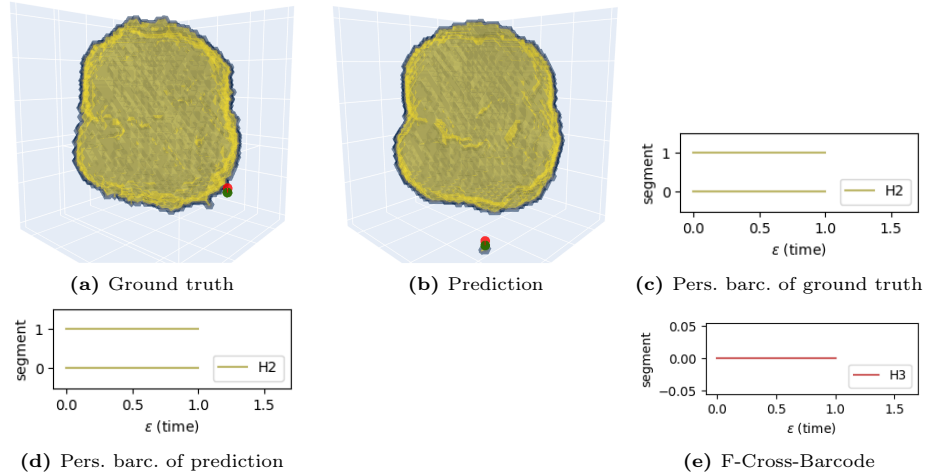 segment
1
0
H2
0.0 0.5 1.0 1.5
ε (time)
(a) Ground truth
(b) Prediction
(c) Pers. barc. of ground truth
segment
1
0
H2
0.0 0.5 1.0 1.5
ε (time)
(d) Pers. barc. of prediction
segment
0.05
0.00
−0.05
H3
0.0 0.5 1.0 1.5
ε (time)
(e) F-Cross-Barcode